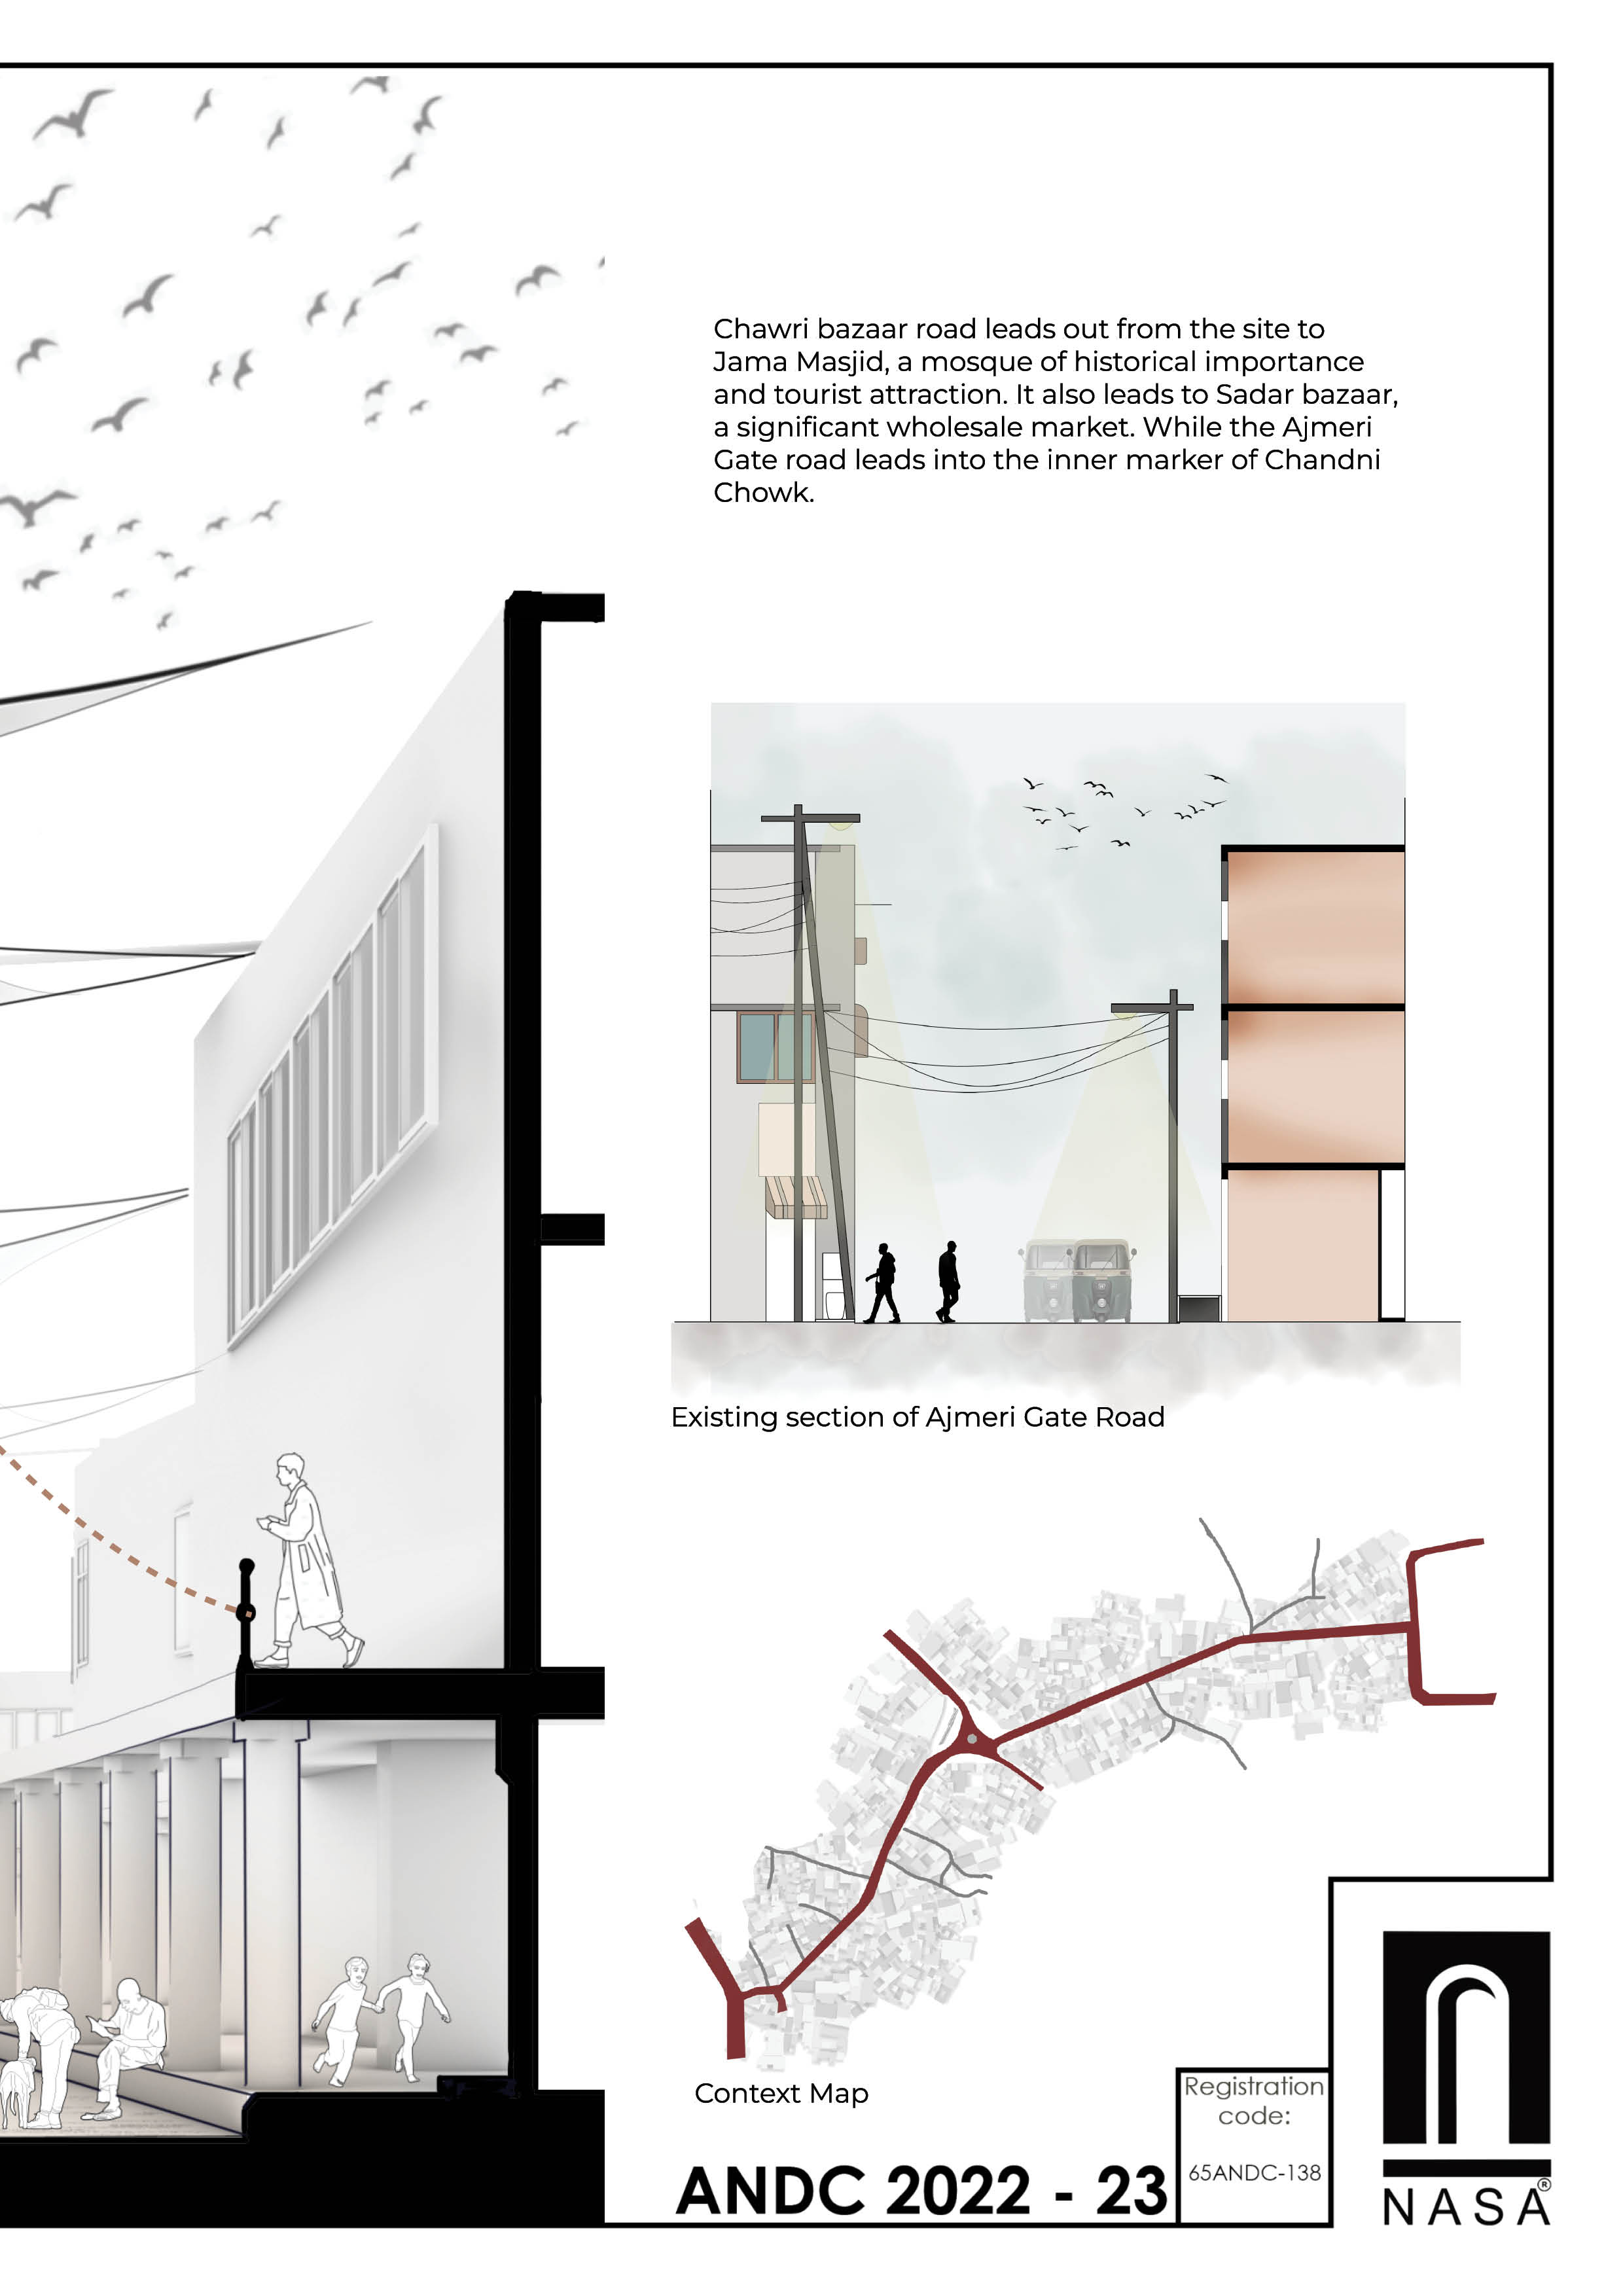 Chawri bazaar road leads out from the site to
Jama Masjid, a mosque of historical importance
and tourist attraction. It also leads to Sadar bazaar,
a significant wholesale market. While the Ajmeri
Gate road leads into the inner marker of Chandni
Chowk.
Existing section of Ajmeri Gate Road
Context Map
ANDC 2022 - 23
Registration
code:
65ANDC-138
NASA®